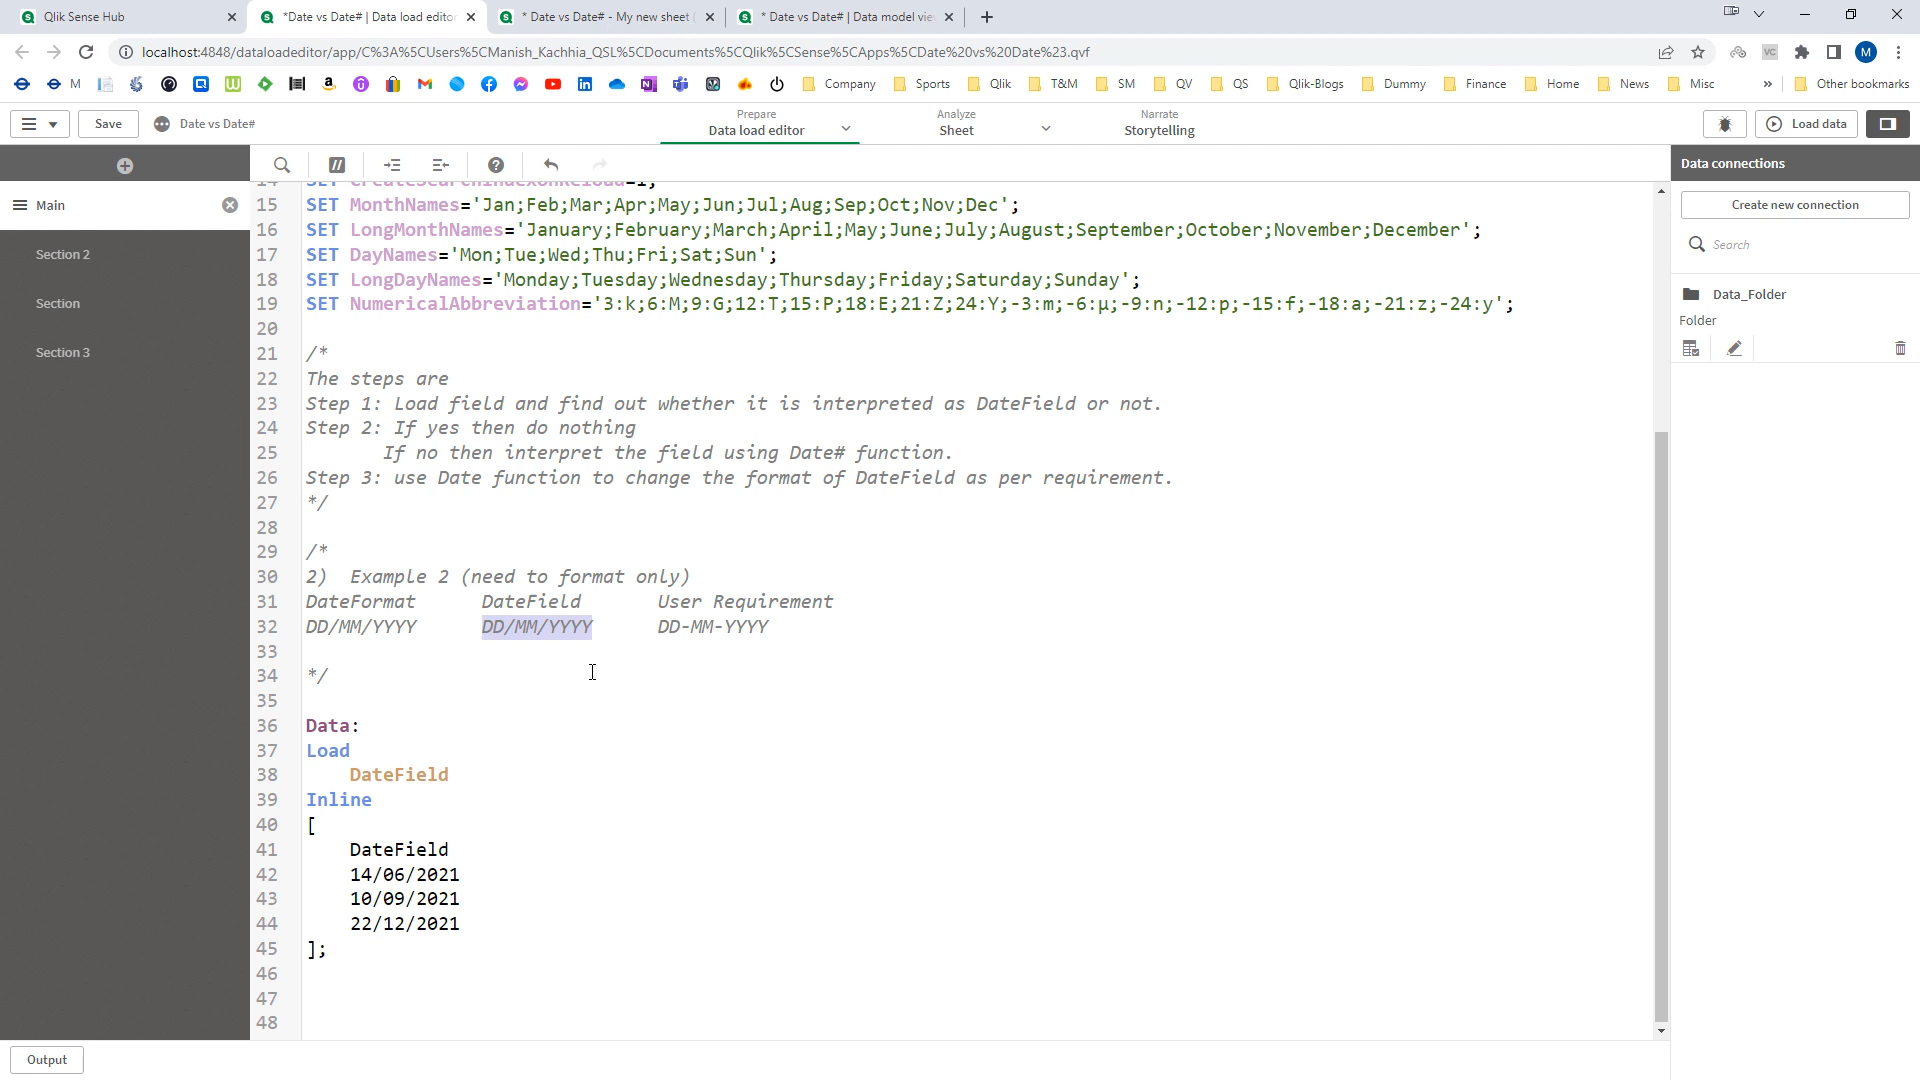 Qlik Sense Hub
*Date vs Date# | Data load editor
* Date vs Date# - My new sheet
* Date vs Date# | Data model vie
localhost:4848/dataloadeditor/app/C%3A%5CUsers%5CManish_Kachhia_QSL%5CDocuments%5CQlik%5CSense%5CApps%5CDate%20vs%20Date%23.qvf
VC
M
M
Company
Sports
Qlik
T&M
SM
QV
QS
Qlik-Blogs
Dummy
Finance
Home
News
Misc
»
Other bookmarks
Save
Date vs Date#
Prepare
Data load editor
Analyze
Sheet
Narrate
Storytelling
Load data
Main
Section 2
Section
Section 3
14 SET CreateSearchIndexOnReload=1;
15 SET MonthNames='Jan;Feb;Mar;Apr;May;Jun;Jul;Aug;Sep;Oct;Nov;Dec';
16 SET LongMonthNames='January;February;March;April;May;June;July;August;September;October;November;December';
17 SET DayNames='Mon;Tue;Wed;Thu;Fri;Sat;Sun';
18 SET LongDayNames='Monday;Tuesday;Wednesday;Thursday;Friday;Saturday;Sunday';
19 SET NumericalAbbreviation='3:k;6:M;9:G;12:T;15:P;18:E;21:Z;24:Y;-3:m;-6:μ;-9:n;-12:p;-15:f;-18:a;-21:z;-24:y';
20
21 /*
22 The steps are
23 Step 1: Load field and find out whether it is interpreted as DateField or not.
24 Step 2: If yes then do nothing
25 If no then interpret the field using Date# function.
26 Step 3: use Date function to change the format of DateField as per requirement.
27 */
28
29 /*
30 2) Example 2 (need to format only)
31 DateFormat DateField User Requirement
32 DD/MM/YYYY DD/MM/YYYY DD-MM-YYYY
33
34 */
35
36 Data:
37 Load
38 DateField
39 Inline
40 [
41 DateField
42 14/06/2021
43 10/09/2021
44 22/12/2021
45 ];
46
47
48
Output
Data connections
Create new connection
Search
Data_Folder
Folder